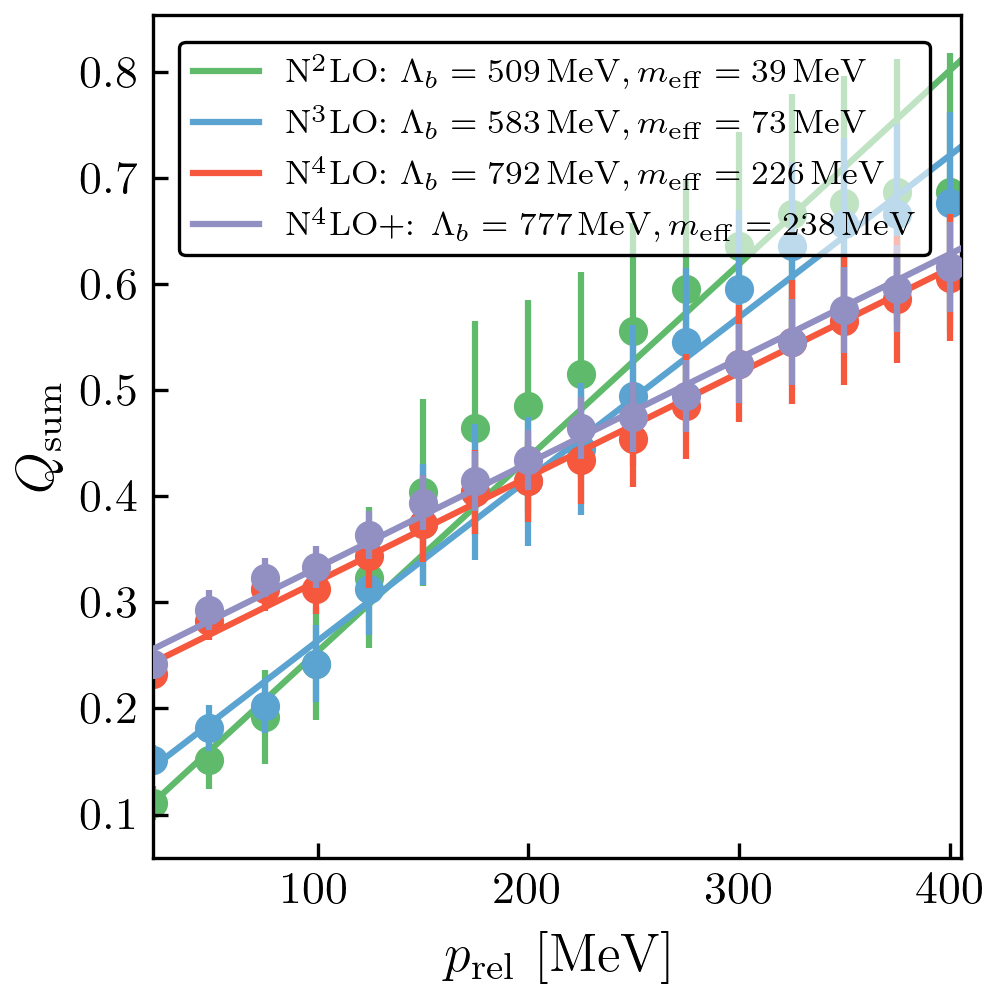 N²LO: Λ_b = 509 MeV, m_eff = 39 MeV
N³LO: Λ_b = 583 MeV, m_eff = 73 MeV
N⁴LO: Λ_b = 792 MeV, m_eff = 226 MeV
N⁴LO+: Λ_b = 777 MeV, m_eff = 238 MeV
Q_sum
0.8
0.7
0.6
0.5
0.4
0.3
0.2
0.1
100 200 300 400
p_rel [MeV]